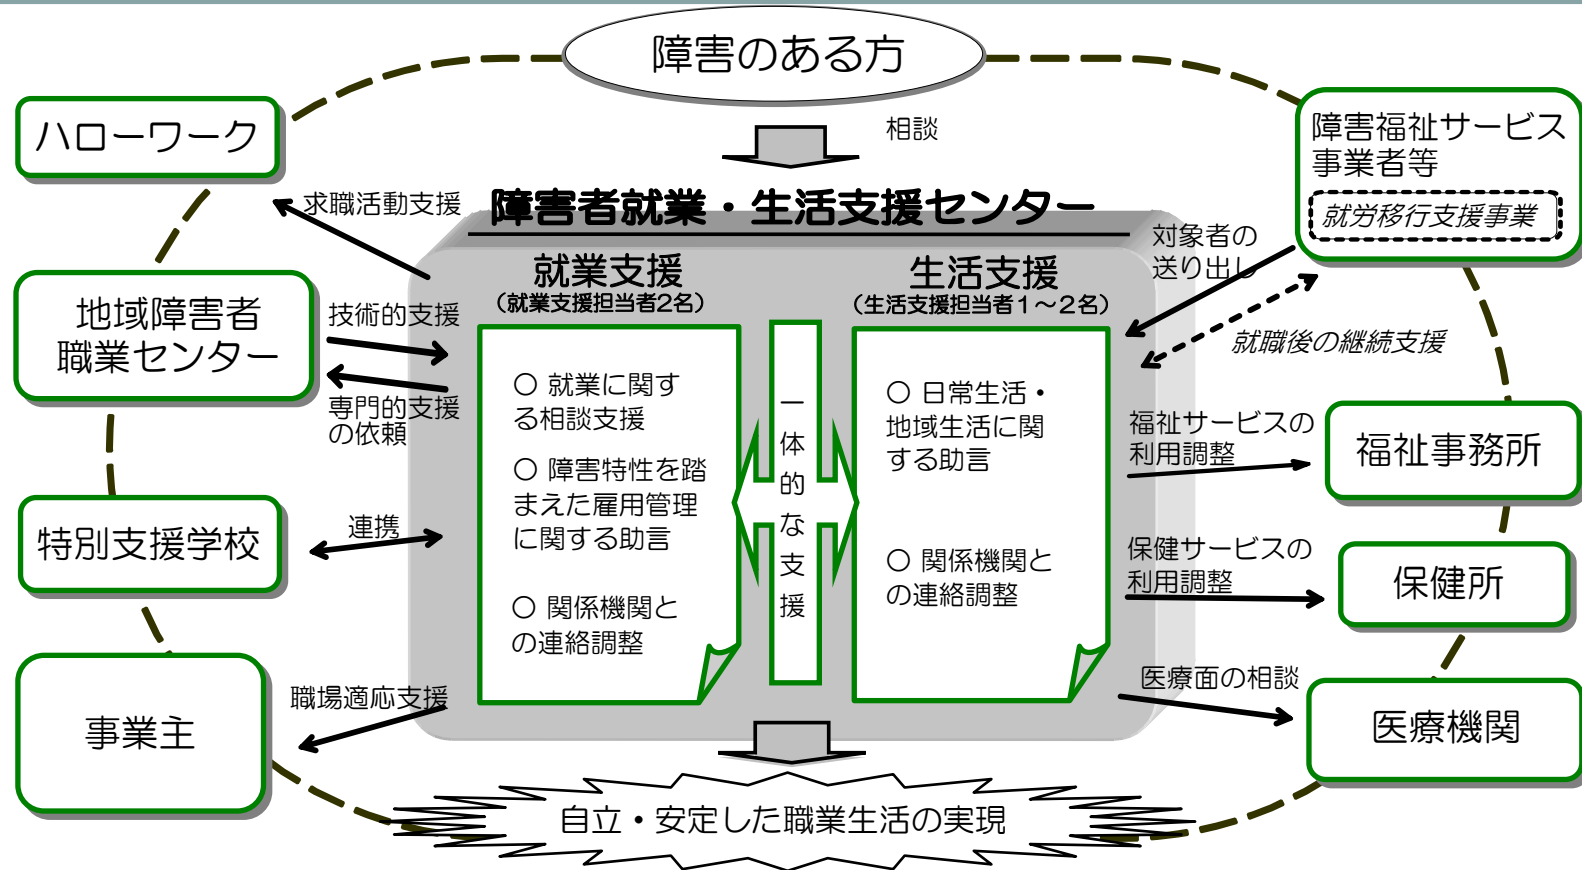 障害のある方
相談
ハローワーク
求職活動支援
地域障害者
職業センター
技術的支援
専門的支援
の依頼
特別支援学校
連携
事業主
職場適応支援
障害者就業・生活支援センター
就業支援
（就業支援担当者2名）
○ 就業に関す
る相談支援
○ 障害特性を踏
まえた雇用管理
に関する助言
○ 関係機関と
の連絡調整
一体的な支援
生活支援
（生活支援担当者１～２名）
○ 日常生活・
地域生活に関
する助言
○ 関係機関と
の連絡調整
障害福祉サービス
事業者等
就労移行支援事業
対象者の
送り出し
就職後の継続支援
福祉サービスの
利用調整
福祉事務所
保健サービスの
利用調整
保健所
医療面の相談
医療機関
自立・安定した職業生活の実現